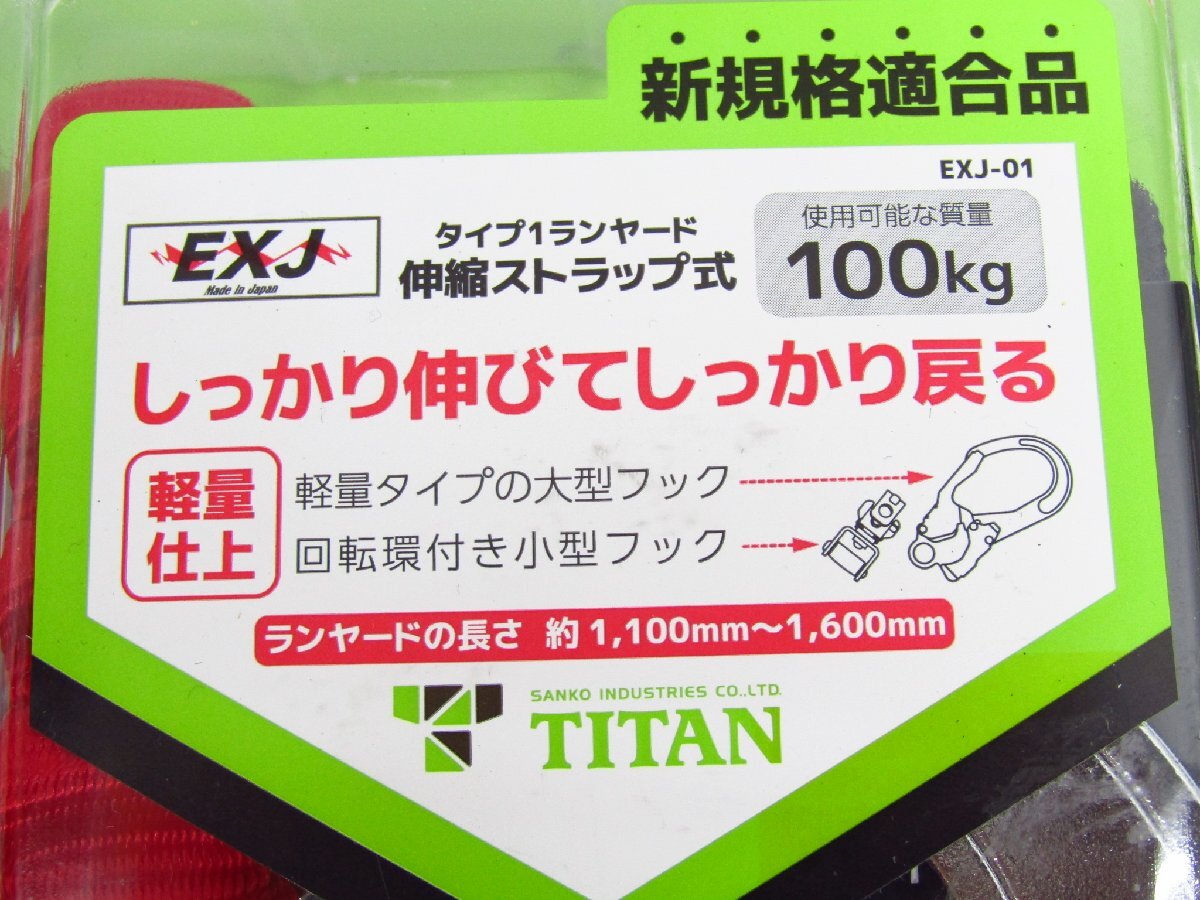 新規格適合品
EXJ-01
EXJ
Made in Japan
タイプ1ランヤード
伸縮ストラップ式
使用可能な質量
100kg
しっかり伸びてしっかり戻る
軽量
仕上
軽量タイプの大型フック
回転環付き小型フック
ランヤードの長さ 約1,100mm〜1,600mm
SANKO INDUSTRIES CO.,LTD.
TITAN